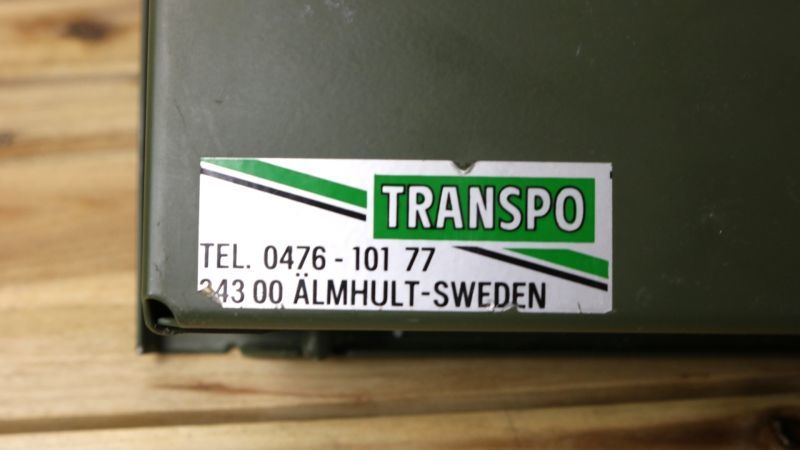 TRANSPO
TEL. 0476 - 101 77
343 00 ÄLMHULT-SWEDEN